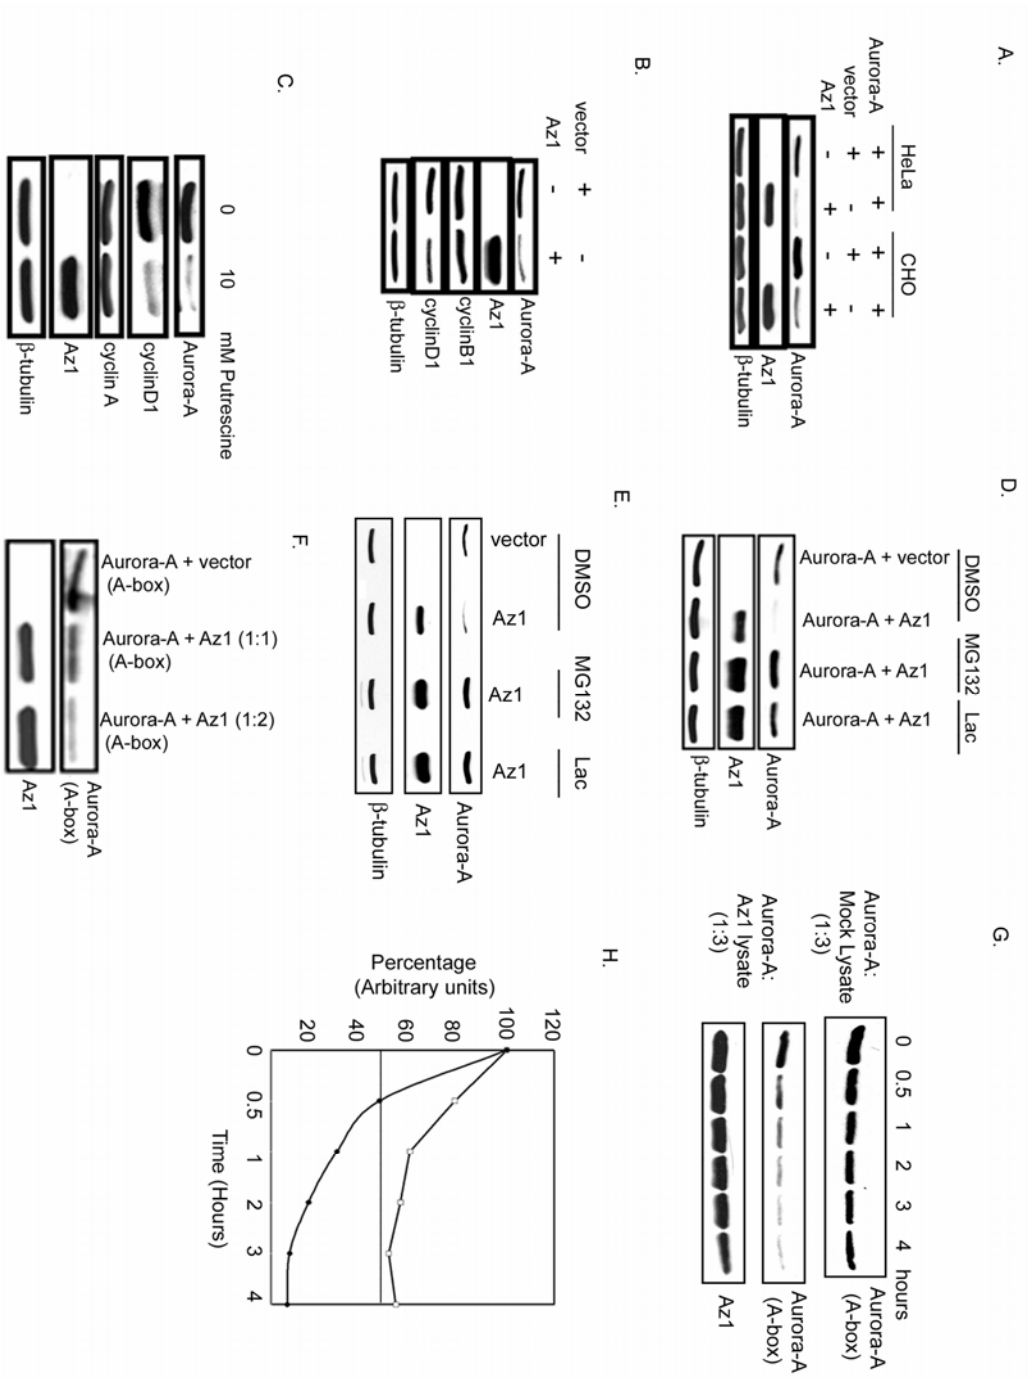 A.
HeLa CHO
Aurora-A + + + +
vector + - + -
Az1 - + - +
Aurora-A
Az1
β-tubulin
B.
vector + -
Az1 - +
Aurora-A
Az1
cyclinB1
cyclinD1
β-tubulin
C.
0 10 mM Putrescine
Aurora-A
cyclinD1
cyclin A
Az1
β-tubulin
D.
DMSO MG132 Lac
Aurora-A + vector
Aurora-A + Az1
Aurora-A + Az1
Aurora-A + Az1
Aurora-A
Az1
β-tubulin
E.
DMSO MG132 Lac
vector Az1 Az1 Az1
Aurora-A
Az1
β-tubulin
F.
Aurora-A + vector
(A-box)
Aurora-A + Az1 (1:1)
(A-box)
Aurora-A + Az1 (1:2)
(A-box)
Aurora-A
(A-box)
Az1
G.
0 0.5 1 2 3 4 hours
Aurora-A:
Mock Lysate
(1:3)
Aurora-A
(A-box)
Aurora-A:
Az1 lysate
(1:3)
Aurora-A
(A-box)
Az1
H.
Percentage
(Arbitrary units)
120
100
80
60
40
20
0 0.5 1 2 3 4
Time (Hours)